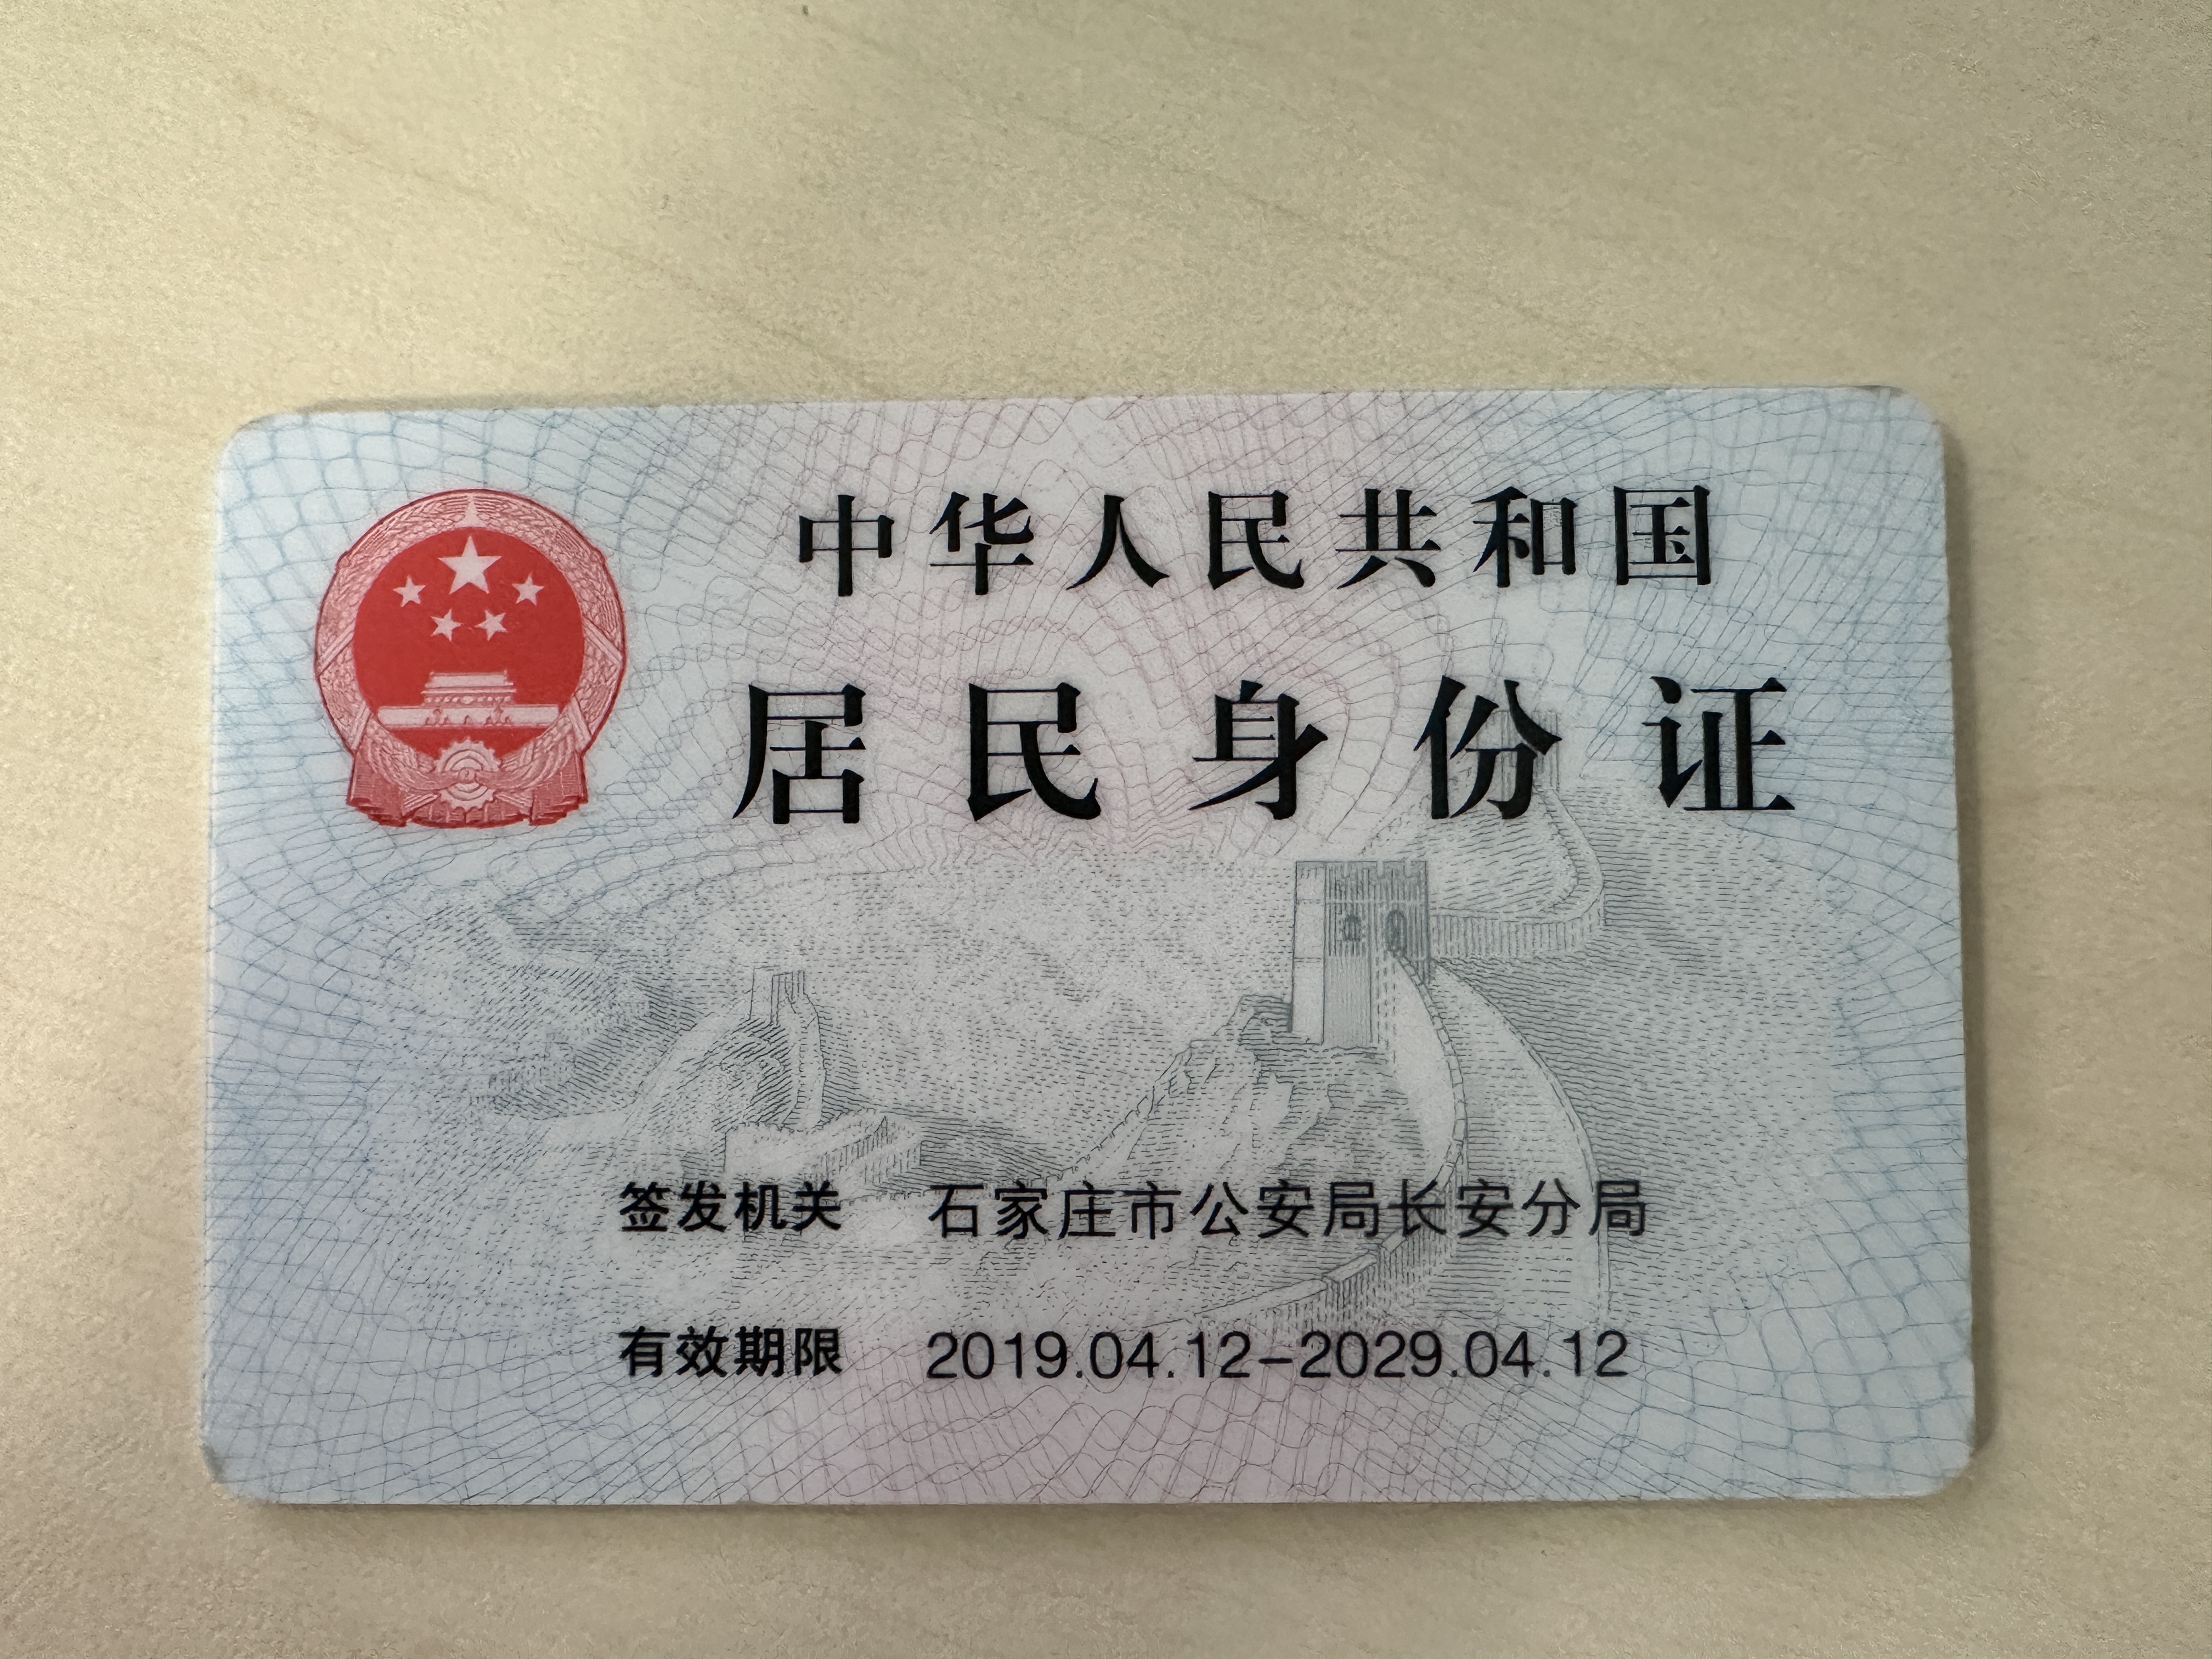 中华人民共和国
居民身份证
签发机关 石家庄市公安局长安分局
有效期限 2019.04.12-2029.04.12